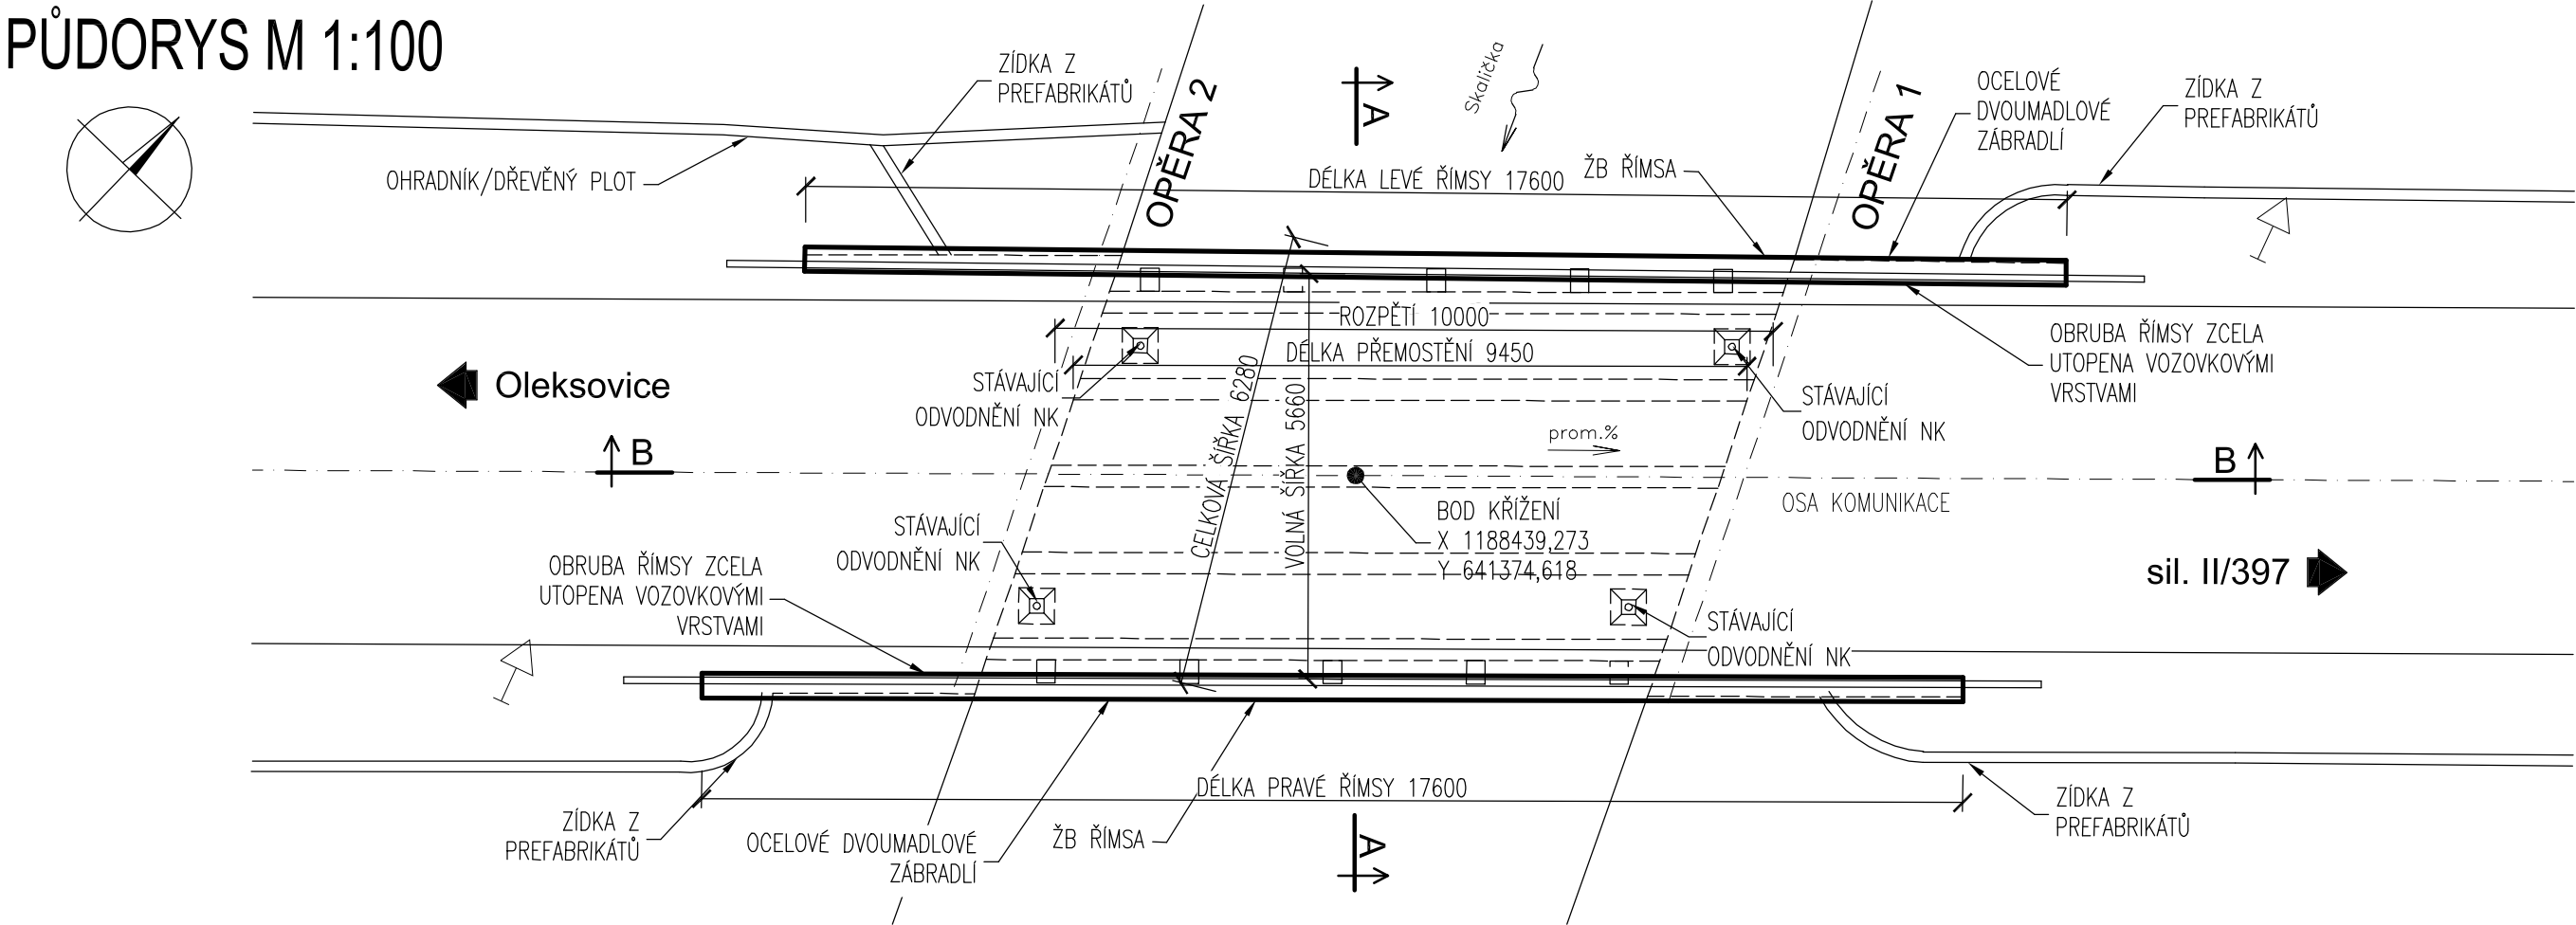 PŮDORYS M 1:100
ZÍDKA Z
PREFABRIKÁTŮ
OHRADNÍK/DŘEVĚNÝ PLOT
OPĚRA 2
A
Skalička
DÉLKA LEVÉ ŘÍMSY 17600
ŽB ŘÍMSA
OPĚRA 1
OCELOVÉ
DVOUMADLOVÉ
ZÁBRADLÍ
ZÍDKA Z
PREFABRIKÁTŮ
ROZPĚTÍ 10000
DÉLKA PŘEMOSTĚNÍ 9450
OBRUBA ŘÍMSY ZCELA
UTOPENA VOZOVKOVÝMI
VRSTVAMI
Oleksovice
STÁVAJÍCÍ
ODVODNĚNÍ NK
CELKOVÁ ŠÍŘKA 6280
VOLNÁ ŠÍŘKA 5660
STÁVAJÍCÍ
ODVODNĚNÍ NK
B
prom.%
B
OSA KOMUNIKACE
BOD KŘÍŽENÍ
X 1188439,273
Y 641374,618
STÁVAJÍCÍ
ODVODNĚNÍ NK
OBRUBA ŘÍMSY ZCELA
UTOPENA VOZOVKOVÝMI
VRSTVAMI
sil. II/397
STÁVAJÍCÍ
ODVODNĚNÍ NK
DÉLKA PRAVÉ ŘÍMSY 17600
ZÍDKA Z
PREFABRIKÁTŮ
OCELOVÉ DVOUMADLOVÉ
ZÁBRADLÍ
ŽB ŘÍMSA
A
ZÍDKA Z
PREFABRIKÁTŮ